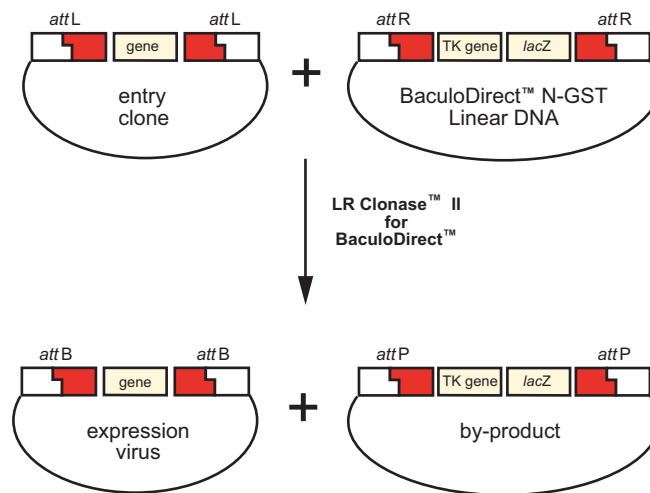 attL attL
gene
entry
clone
+
attR attR
TK gene lacZ
BaculoDirect™ N-GST
Linear DNA
LR Clonase™ II
for
BaculoDirect™
attB attB
gene
expression
virus
+
attP attP
TK gene lacZ
by-product